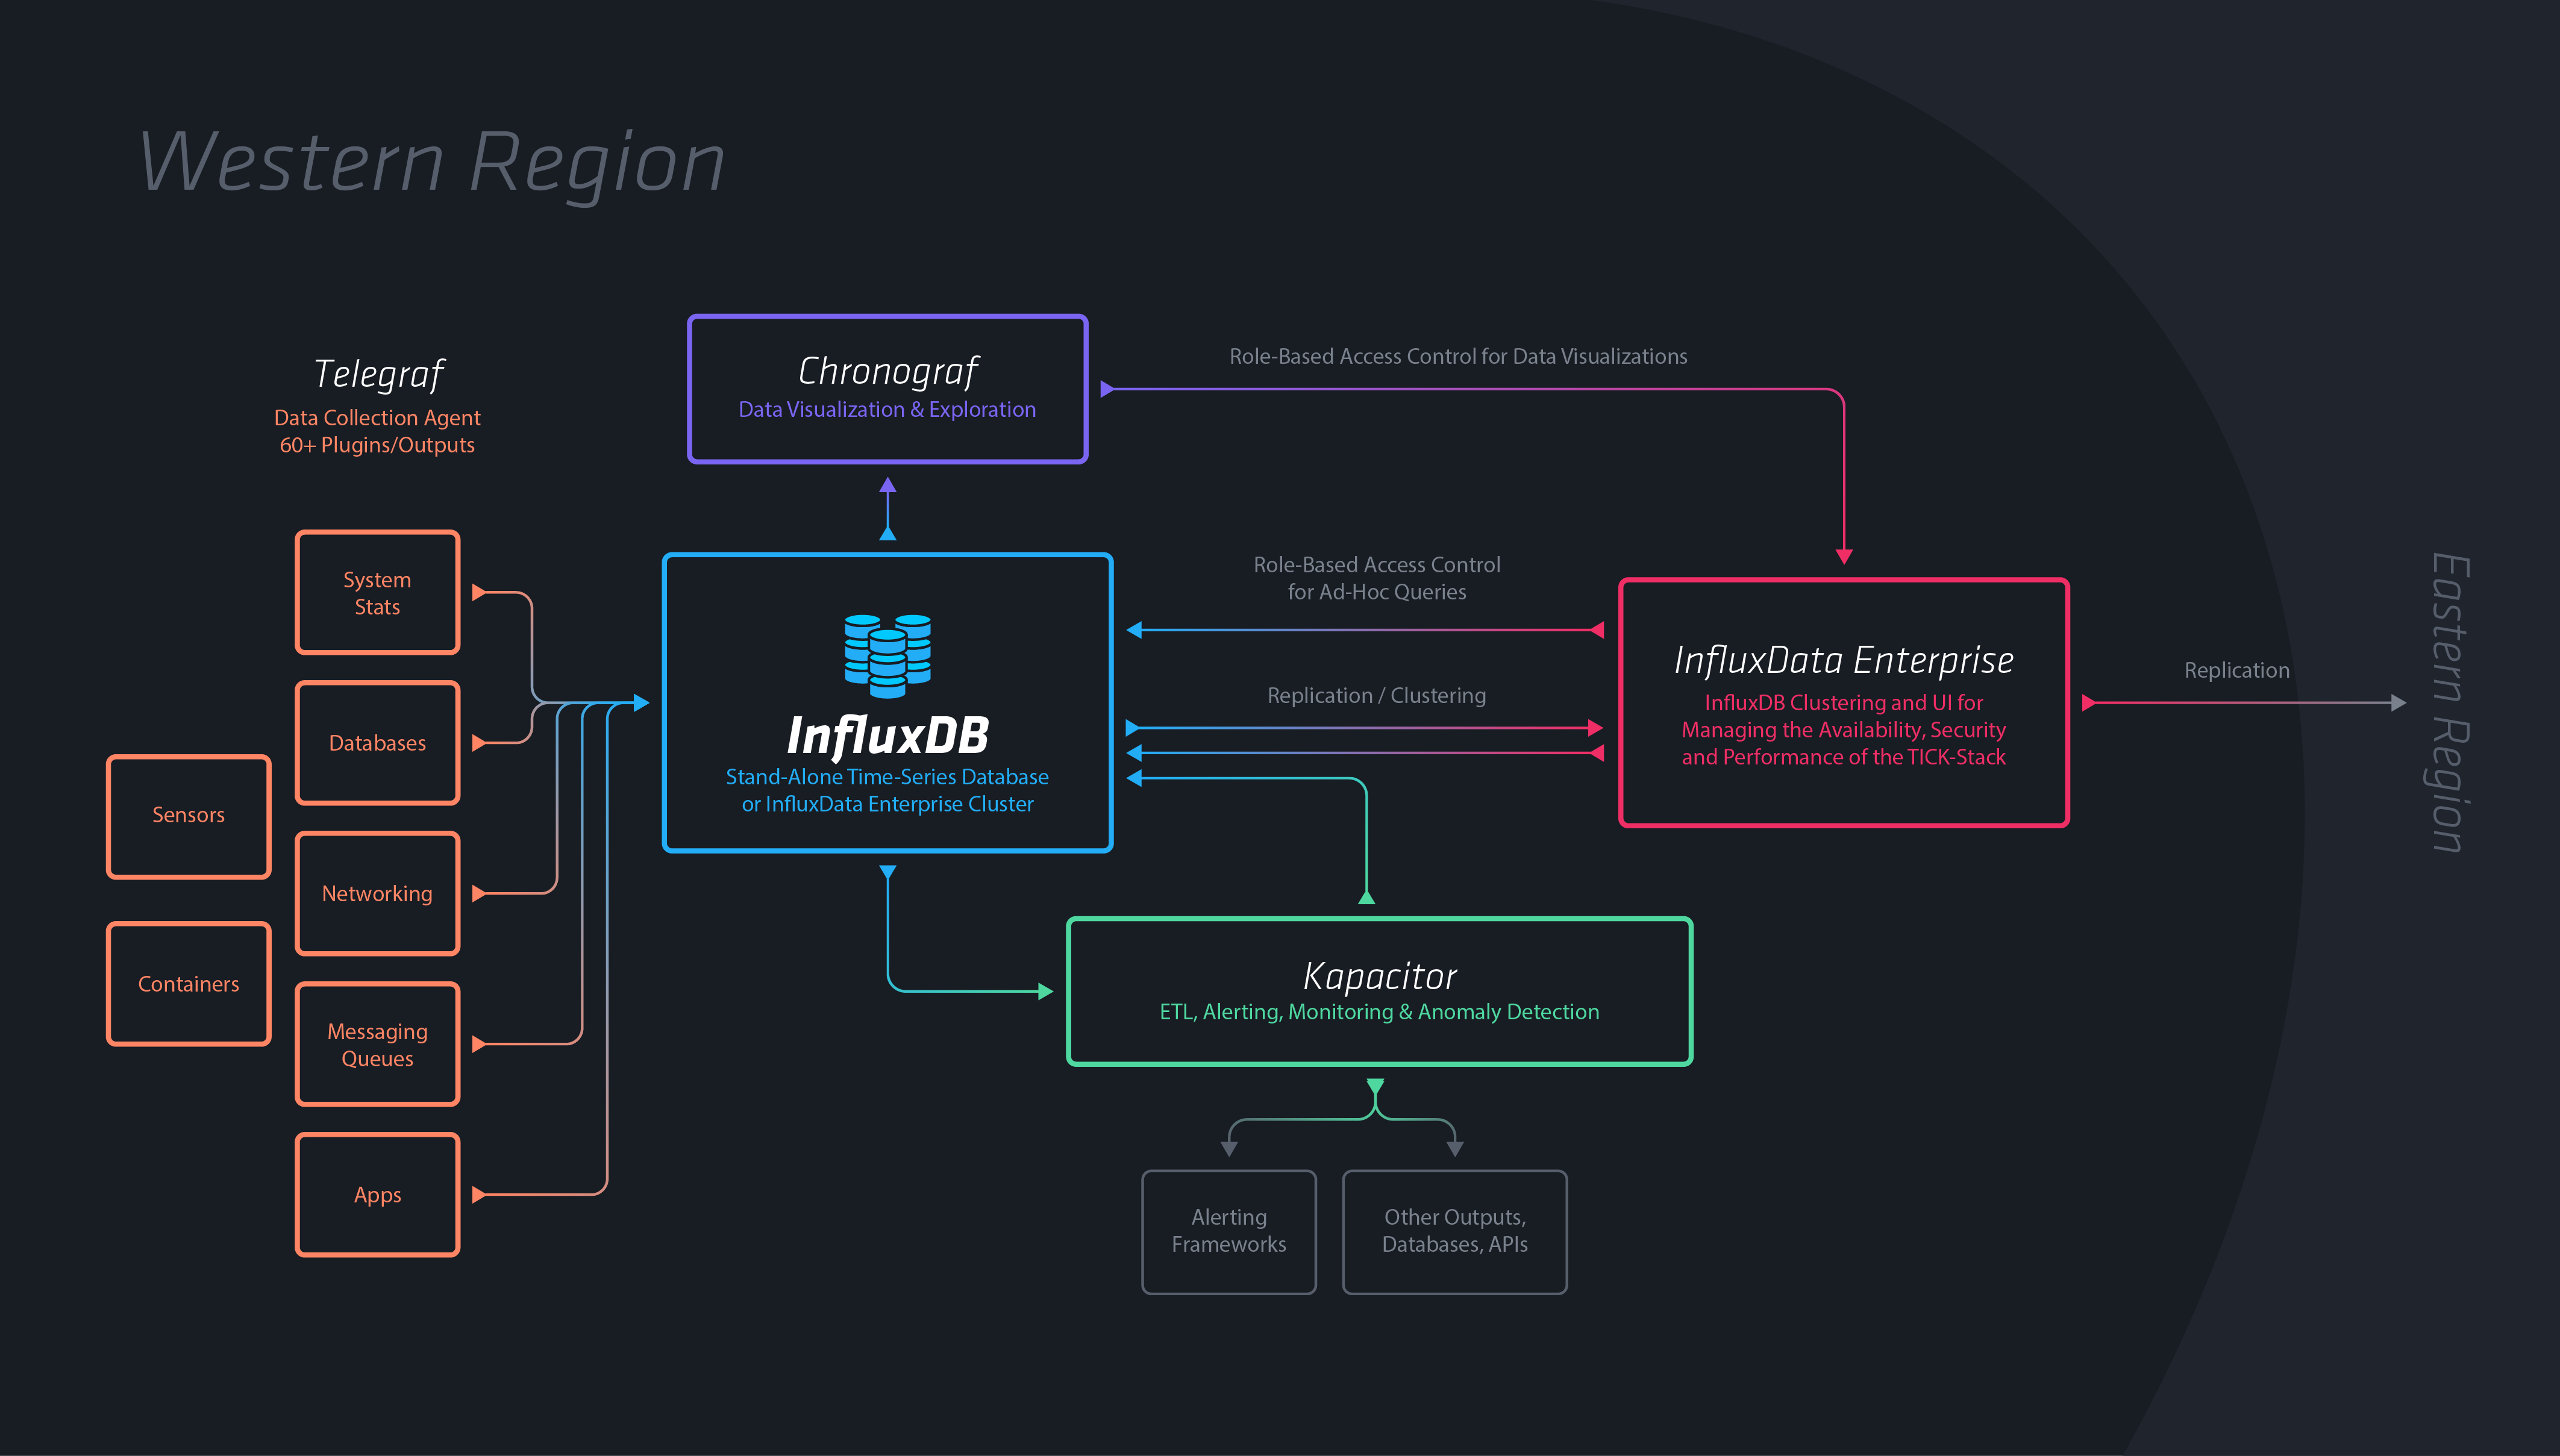 Western Region
Telegraf
Data Collection Agent
60+ Plugins/Outputs
System
Stats
Databases
Sensors
Networking
Containers
Messaging
Queues
Apps
Chronograf
Data Visualization & Exploration
Role-Based Access Control for Data Visualizations
InfluxDB
Stand-Alone Time-Series Database
or InfluxData Enterprise Cluster
Role-Based Access Control
for Ad-Hoc Queries
Replication / Clustering
InfluxData Enterprise
InfluxDB Clustering and UI for
Managing the Availability, Security
and Performance of the TICK-Stack
Replication
Eastern Region
Kapacitor
ETL, Alerting, Monitoring & Anomaly Detection
Alerting
Frameworks
Other Outputs,
Databases, APIs